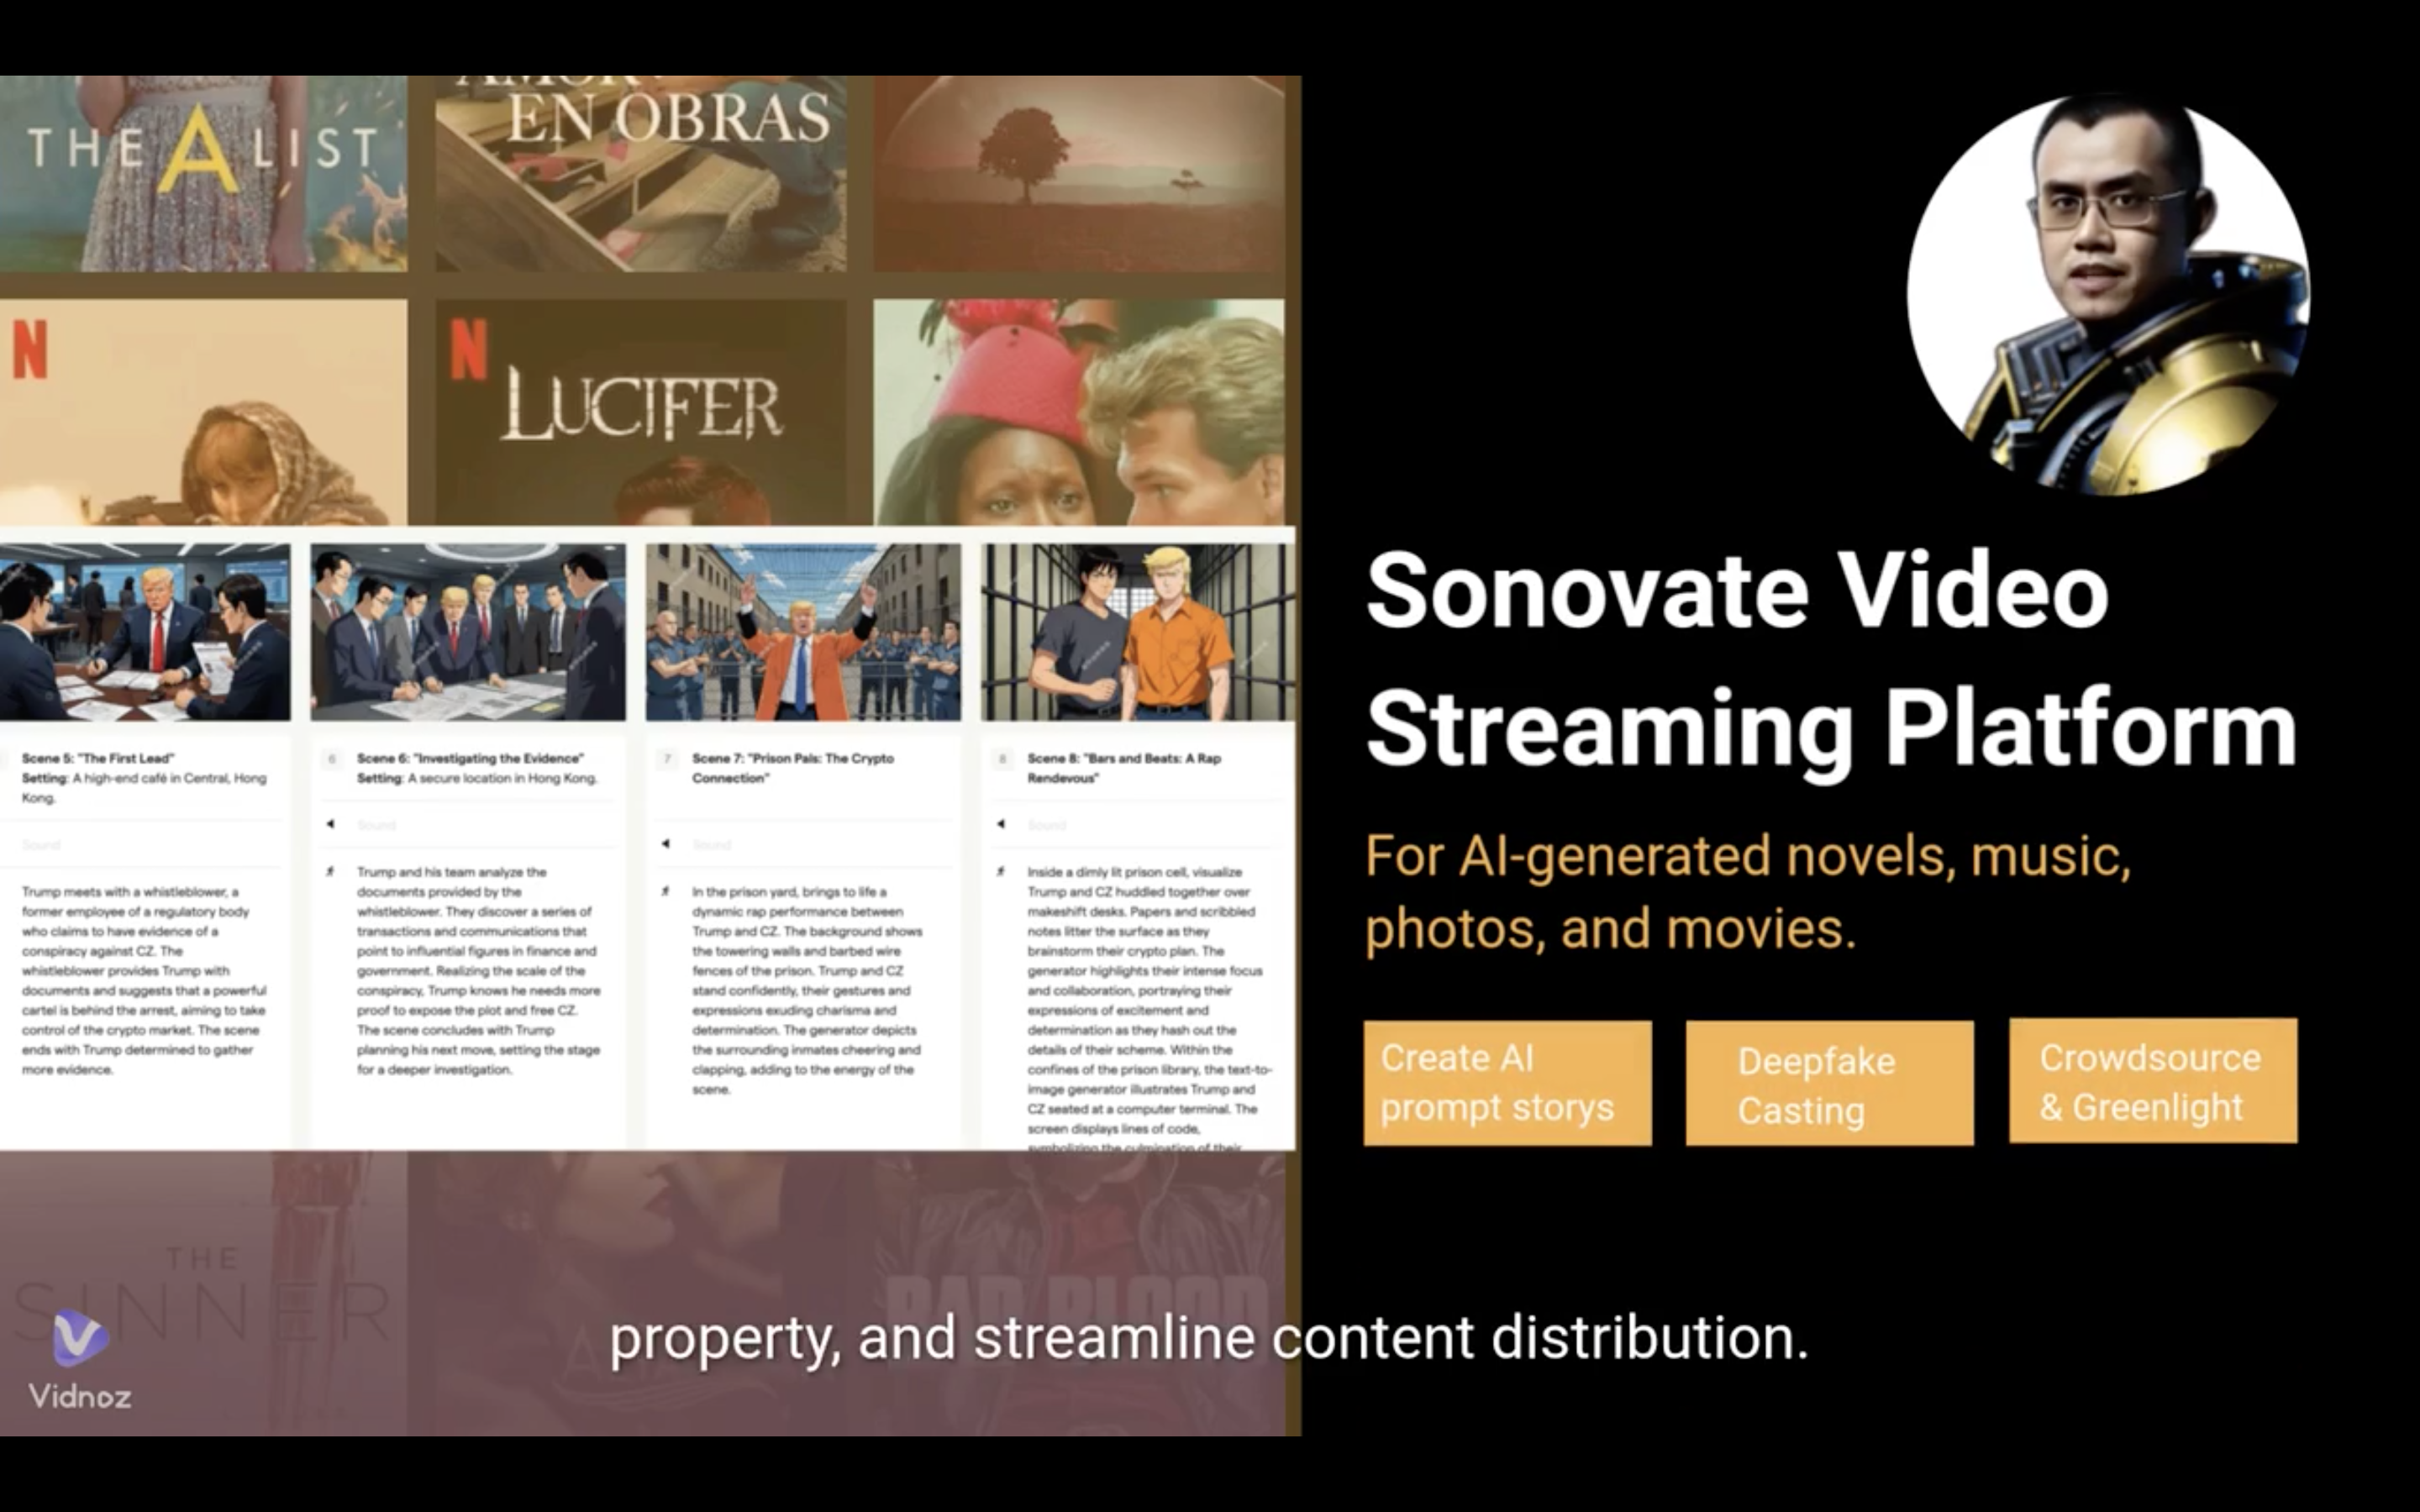 THE A LIST
EN OBRAS
N
N
LUCIFER
Scene 5: "The First Lead"
Setting: A high-end café in Central, Hong
Kong.
Sound
Trump meets with a whistleblower, a
former employee of a regulatory body
who claims to have evidence of a
conspiracy against CZ. The
whistleblower provides Trump with
documents and suggests that a powerful
cartel is behind the arrest, aiming to take
control of the crypto market. The scene
ends with Trump determined to gather
more evidence.
6
Scene 6: "Investigating the Evidence"
Setting: A secure location in Hong Kong.
Sound
Trump and his team analyze the
documents provided by the
whistleblower. They discover a series of
transactions and communications that
point to influential figures in finance and
government. Realizing the scale of the
conspiracy, Trump knows he needs more
proof to expose the plot and free CZ.
The scene concludes with Trump
planning his next move, setting the stage
for a deeper investigation.
7
Scene 7: "Prison Pals: The Crypto
Connection"
Sound
In the prison yard, brings to life a
dynamic rap performance between
Trump and CZ. The background shows
the towering walls and barbed wire
fences of the prison. Trump and CZ
stand confidently, their gestures and
expressions exuding charisma and
determination. The generator depicts
the surrounding inmates cheering and
clapping, adding to the energy of the
scene.
8
Scene 8: "Bars and Beats: A Rap
Rendevous"
Sound
Inside a dimly lit prison cell, visualize
Trump and CZ huddled together over
makeshift desks. Papers and scribbled
notes litter the surface as they
brainstorm their crypto plan. The
generator highlights their intense focus
and collaboration, portraying their
expressions of excitement and
determination as they hash out the
details of their scheme. Within the
confines of the prison library, the text-to-
image generator illustrates Trump and
CZ seated at a computer terminal. The
screen displays lines of code,
symbolizing the culmination of their
THE
SINNER
BAD BLOOD
Vidnoz
Sonovate Video
Streaming Platform
For AI-generated novels, music,
photos, and movies.
Create AI
prompt storys
Deepfake
Casting
Crowdsource
& Greenlight
property, and streamline content distribution.